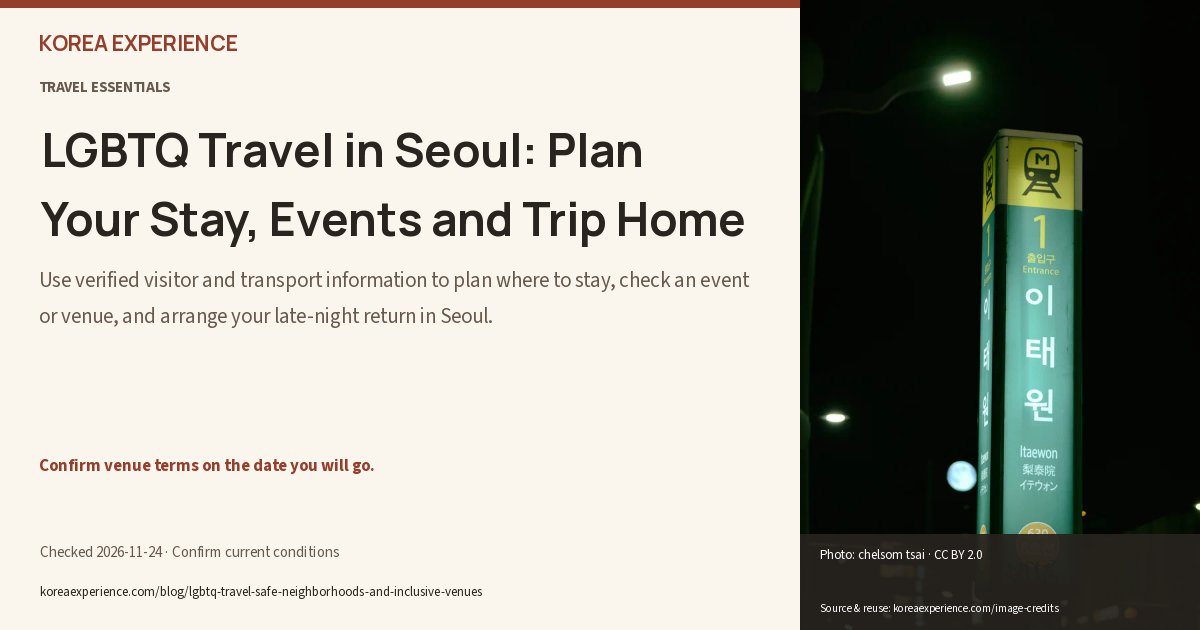 KOREA EXPERIENCE
TRAVEL ESSENTIALS
LGBTQ Travel in Seoul: Plan
Your Stay, Events and Trip Home
Use verified visitor and transport information to plan where to stay, check an event
or venue, and arrange your late-night return in Seoul.
Confirm venue terms on the date you will go.
Checked 2026-11-24 · Confirm current conditions
koreaexperience.com/blog/lgbtq-travel-safe-neighborhoods-and-inclusive-venues
M
1
출입구
Entrance
이
태
원
Itaewon
梨泰院
イテウォン
630
Photo: chelsom tsai · CC BY 2.0
Source & reuse: koreaexperience.com/image-credits